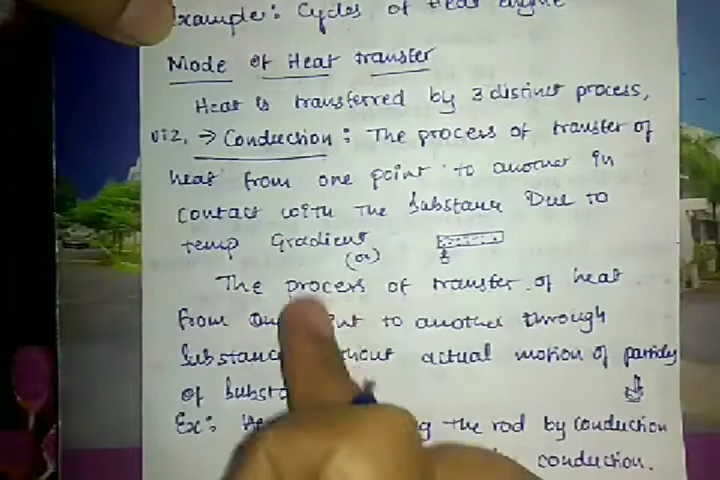 Example: Cycles of Heat engine
Mode of Heat transfer
Heat is transferred by 3 distinct process,
viz, → Conduction : The process of transfer of
heat from one point to another in
contact with the substance Due to
temp Gradient
(or)
The process of transfer of heat
from to another through
Substance actual motion of particles
of
Ex: the rod by conduction
conduction.